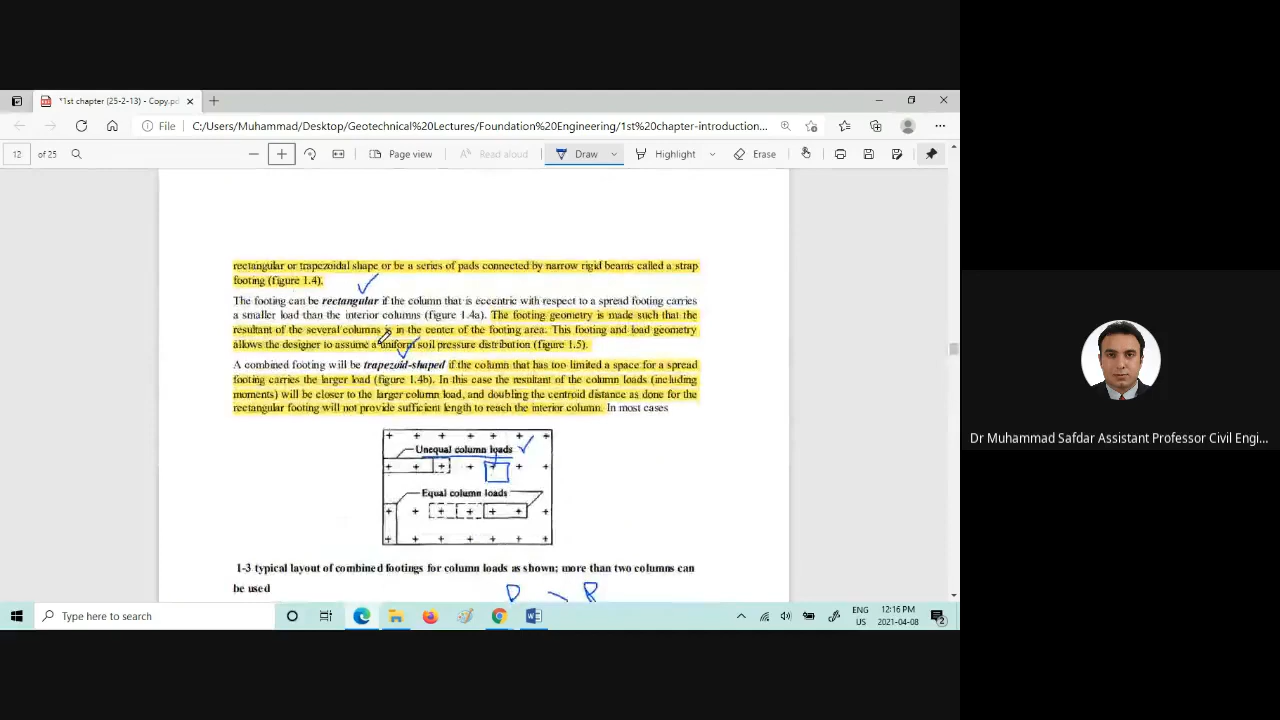 *1st chapter (25-2-13) - Copy.pd
File
C:/Users/Muhammad/Desktop/Geotechnical%20Lectures/Foundation%20Engineering/1st%20chapter-introduction...
12 of 25
Page view
Read aloud
Draw
Highlight
Erase
rectangular or trapezoidal shape or be a series of pads connected by narrow rigid beams called a strap
footing (figure 1.4).
The footing can be rectangular if the column that is eccentric with respect to a spread footing carries
a smaller load than the interior columns (figure 1.4a). The footing geometry is made such that the
resultant of the several columns is in the center of the footing area. This footing and load geometry
allows the designer to assume a uniform soil pressure distribution (figure 1.5).
A combined footing will be trapezoid-shaped if the column that has too limited a space for a spread
footing carries the larger load (figure 1.4b). In this case the resultant of the column loads (including
moments) will be closer to the larger column load, and doubling the centroid distance as done for the
rectangular footing will not provide sufficient length to reach the interior column. In most cases
Unequal column loads
Equal column loads
1-3 typical layout of combined footings for column loads as shown; more than two columns can
be used
Dr Muhammad Safdar Assistant Professor Civil Engi...
Type here to search
ENG
US
12:16 PM
2021-04-08
2